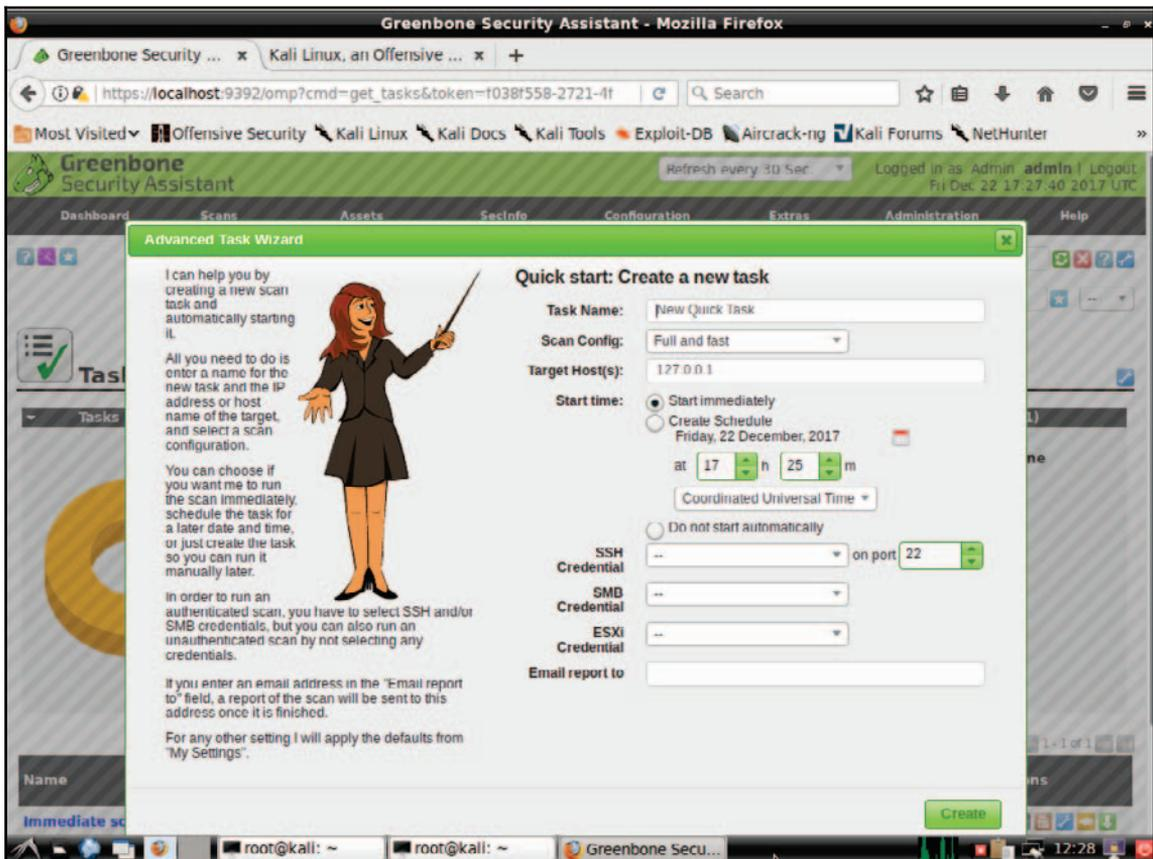 Greenbone Security Assistant - Mozilla Firefox
Greenbone Security ... x
Kali Linux, an Offensive ... x +
https://localhost:9392/omp?cmd=get_tasks&token=f038f558-2721-4f
Search
Most Visited
Offensive Security
Kali Linux
Kali Docs
Kali Tools
Exploit-DB
Aircrack-ng
Kali Forums
NetHunter
»
Greenbone
Security Assistant
Refresh every 30 Sec.
Logged in as Admin admin | Logout
Fri Dec 22 17:27:40 2017 UTC
Dashboard
Scans
Assets
SecInfo
Configuration
Extras
Administration
Help
Advanced Task Wizard
I can help you by
creating a new scan
task and
automatically starting
it.
All you need to do is
enter a name for the
new task and the IP
address or host
name of the target,
and select a scan
configuration.
You can choose if
you want me to run
the scan immediately,
schedule the task for
a later date and time,
or just create the task
so you can run it
manually later.
In order to run an
authenticated scan, you have to select SSH and/or
SMB credentials, but you can also run an
unauthenticated scan by not selecting any
credentials.
If you enter an email address in the "Email report
to" field, a report of the scan will be sent to this
address once it is finished.
For any other setting I will apply the defaults from
"My Settings".
Quick start: Create a new task
Task Name: New Quick Task
Scan Config: Full and fast
Target Host(s): 127.0.0.1
Start time: Start immediately
Create Schedule
Friday, 22 December, 2017
at 17 h 25 m
Coordinated Universal Time
Do not start automatically
SSH
Credential -- on port 22
SMB
Credential --
ESXi
Credential --
Email report to
Create
--
Tas
Tasks
1)
ne
1 - 1 of 1
Name
ns
Immediate sc
root@kali: ~
root@kali: ~
Greenbone Secu...
12:28